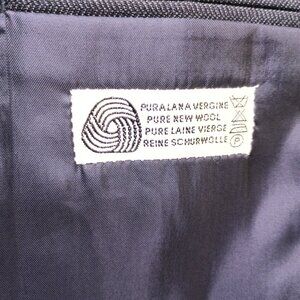 PURA LANA VERGINE
PURE NEW WOOL
PURE LAINE VIERGE
REINE SCHURWOLLE
P